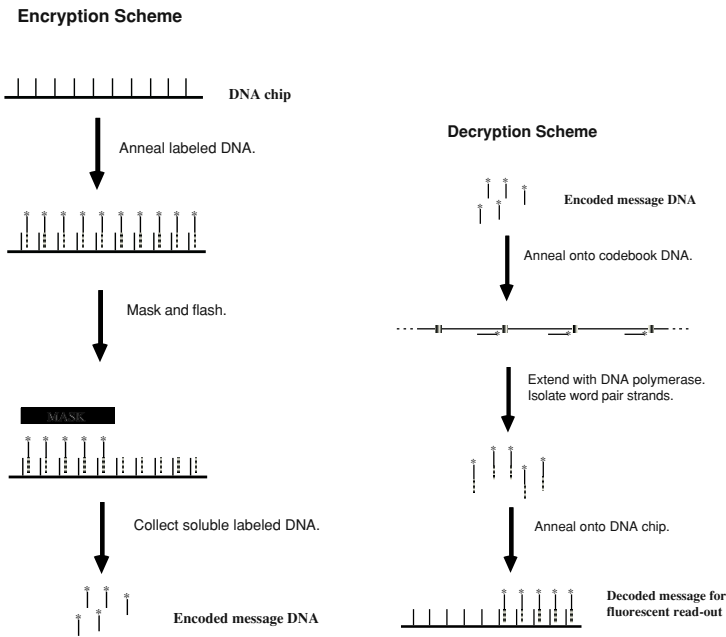 Encryption Scheme
DNA chip
Anneal labeled DNA.
Mask and flash.
MASK
Collect soluble labeled DNA.
Encoded message DNA
Decryption Scheme
Encoded message DNA
Anneal onto codebook DNA.
Extend with DNA polymerase.
Isolate word pair strands.
Anneal onto DNA chip.
Decoded message for
fluorescent read-out